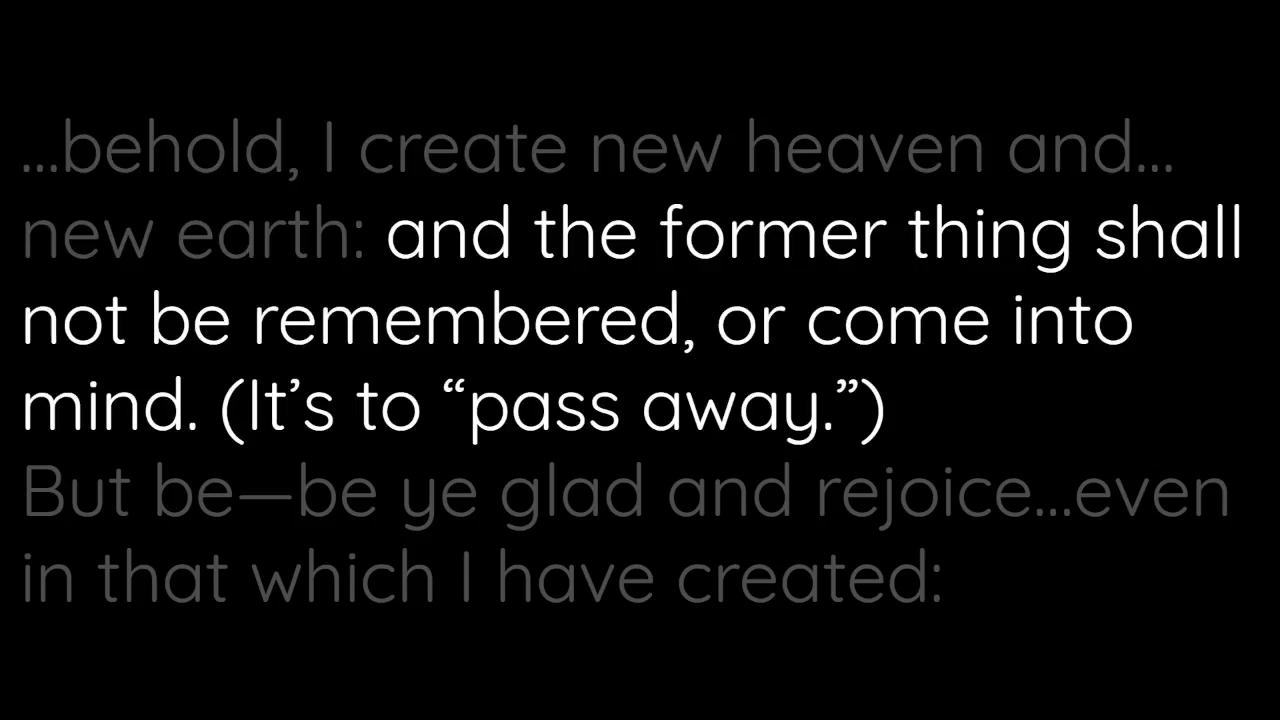 ...behold, I create new heaven and...
new earth: and the former thing shall
not be remembered, or come into
mind. (It’s to “pass away.”)
But be—be ye glad and rejoice...even
in that which I have created: